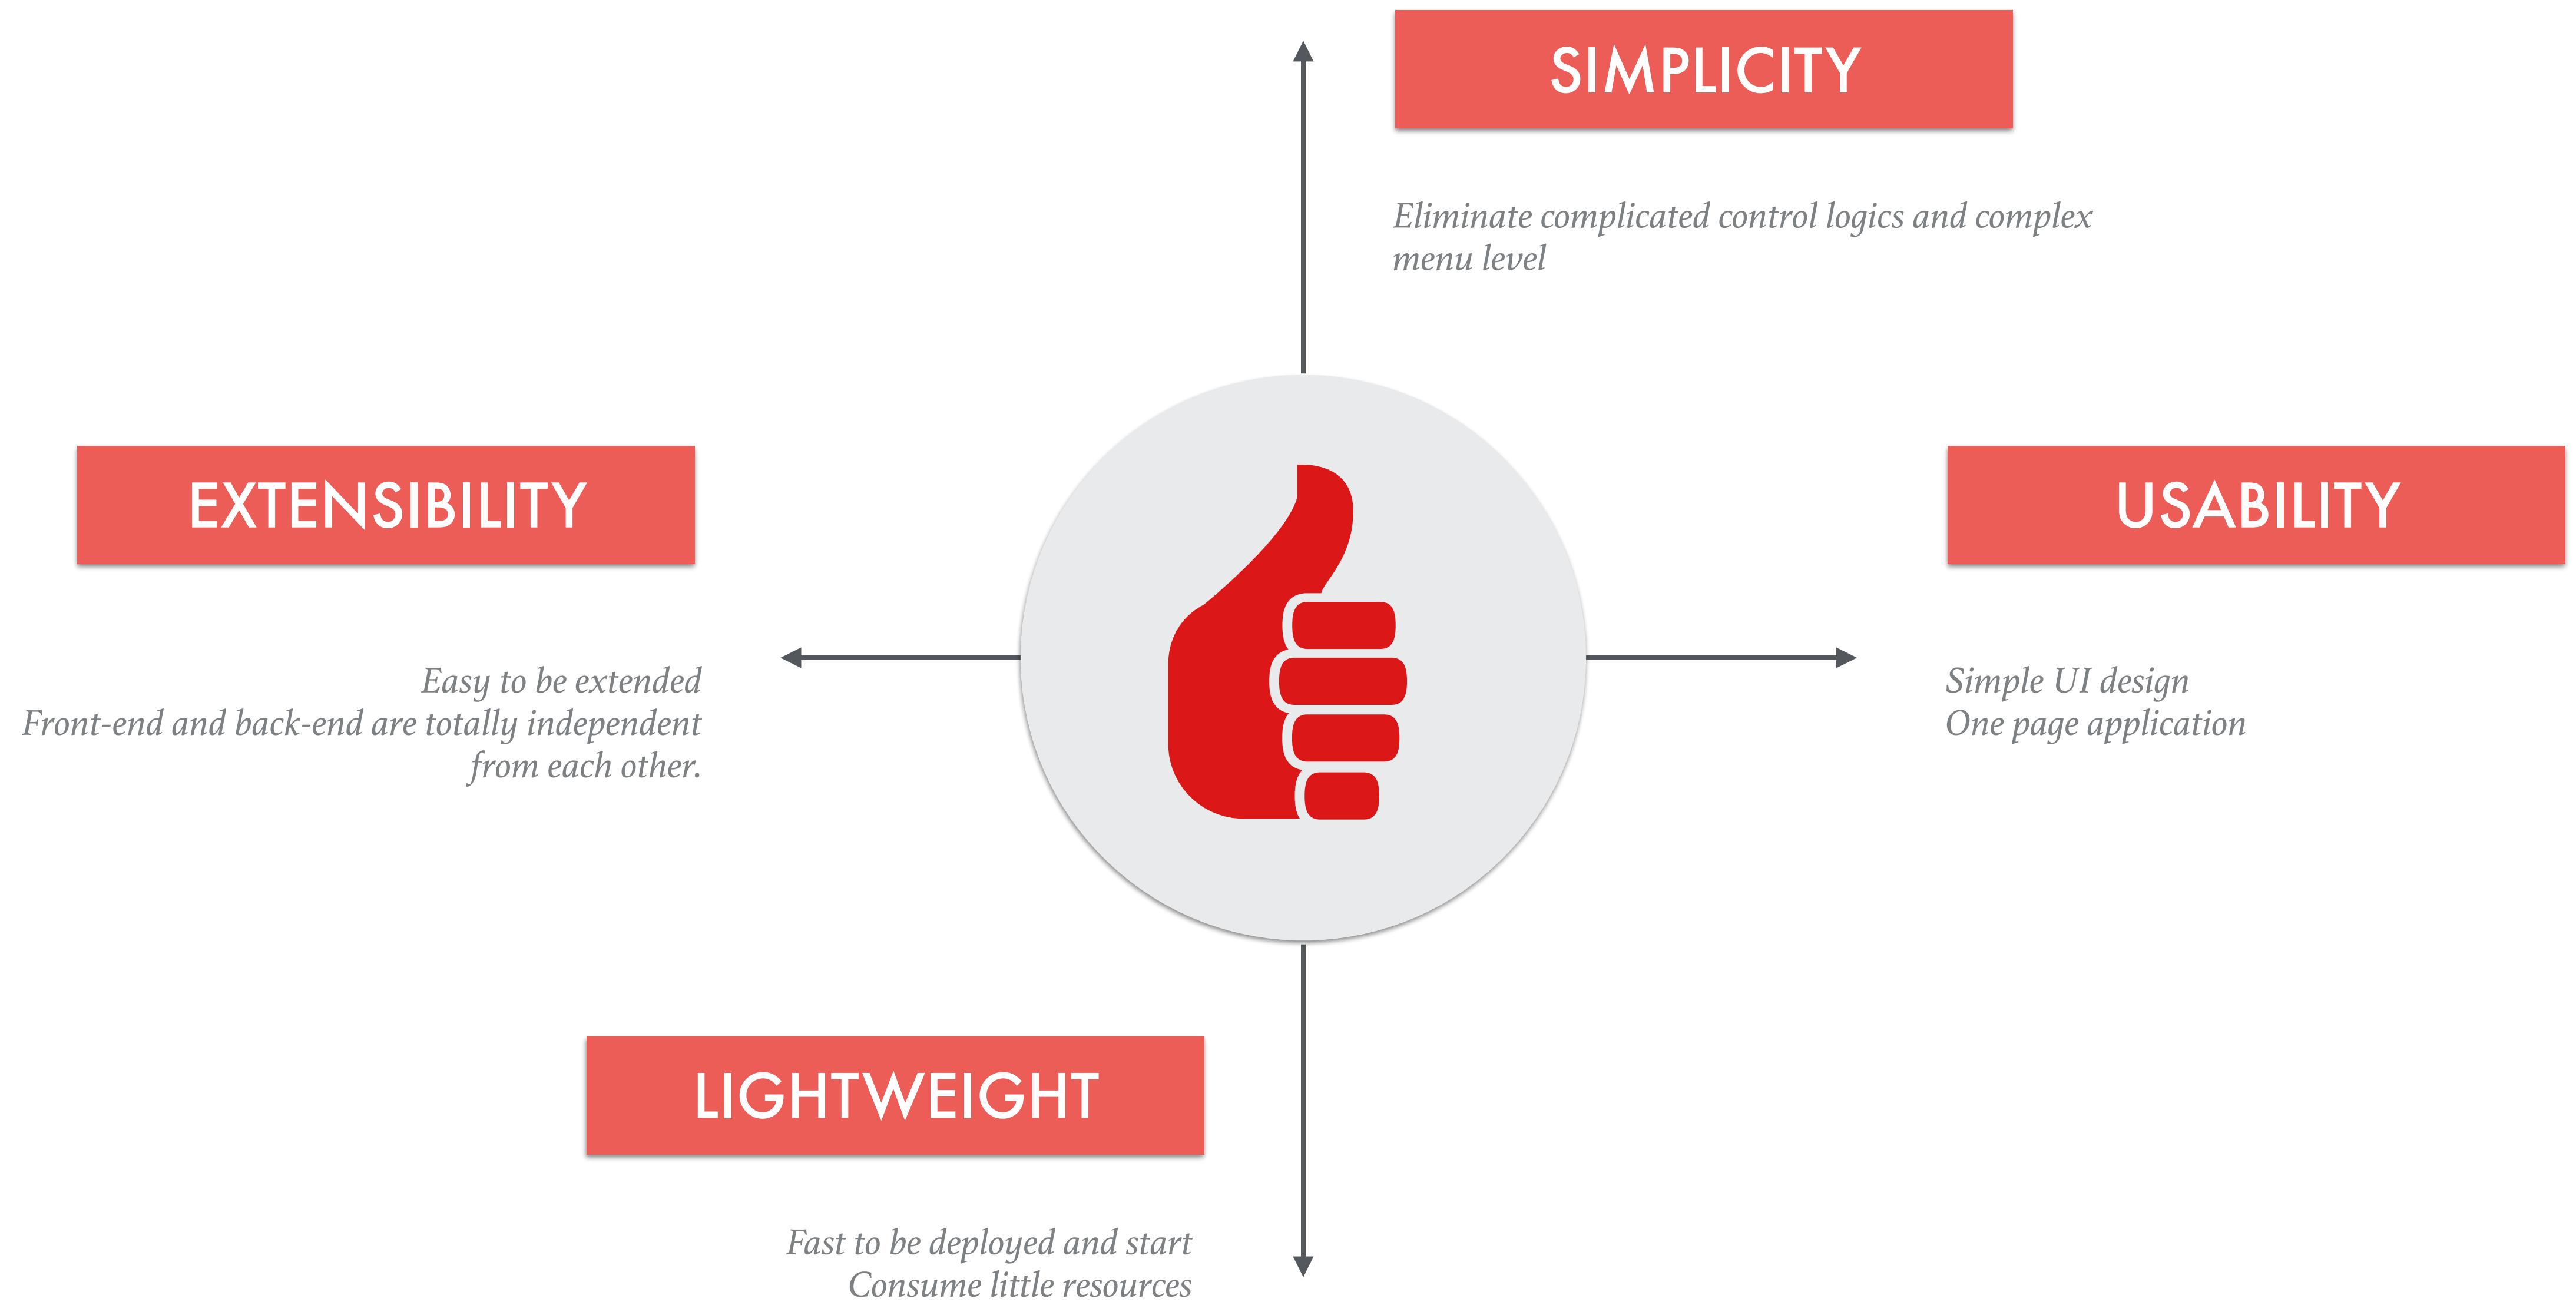 SIMPLICITY
Eliminate complicated control logics and complex
menu level
EXTENSIBILITY
Easy to be extended
Front-end and back-end are totally independent
from each other.
USABILITY
Simple UI design
One page application
LIGHTWEIGHT
Fast to be deployed and start
Consume little resources